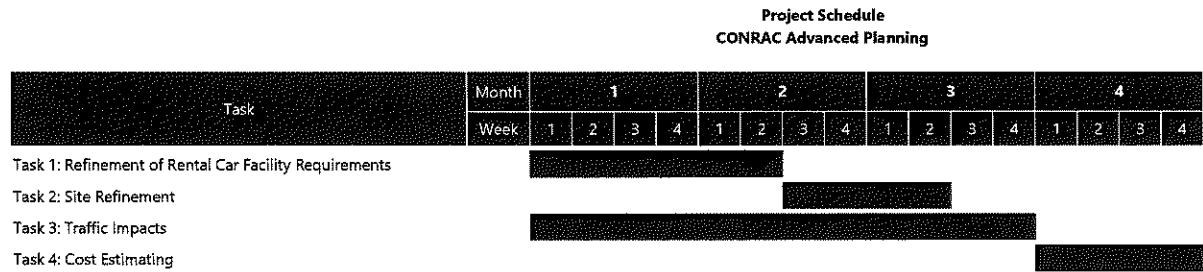 Project Schedule
CONRAC Advanced Planning
Task Month 1 2 3 4
Week 1 2 3 4 1 2 3 4 1 2 3 4 1 2 3 4
Task 1: Refinement of Rental Car Facility Requirements
Task 2: Site Refinement
Task 3: Traffic Impacts
Task 4: Cost Estimating